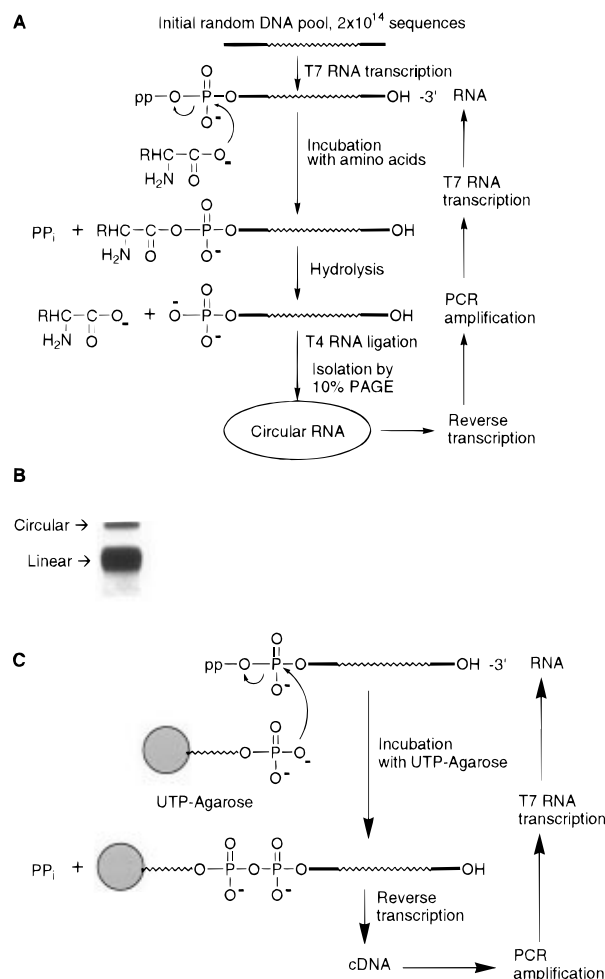 A
Initial random DNA pool, 2x10¹⁴ sequences
T7 RNA transcription
pp—O—P—O OH -3' RNA
O
O-
RHC—C—O-
H₂N O
Incubation
with amino acids
T7 RNA
transcription
PPi + RHC—C—O—P—O OH
O
H₂N O O-
Hydrolysis
RHC—C—O- + -O—P—O OH
O
H₂N O O-
PCR
amplification
T4 RNA ligation
Isolation by
10% PAGE
Circular RNA
Reverse
transcription
B
Circular →
Linear →
C
O
pp—O—P—O OH -3' RNA
O-
O
O—P—O-
O-
UTP-Agarose
Incubation
with UTP-Agarose
T7 RNA
transcription
O O
PPi + O—P—O—P—O OH
O- O-
Reverse
transcription
cDNA
PCR
amplification